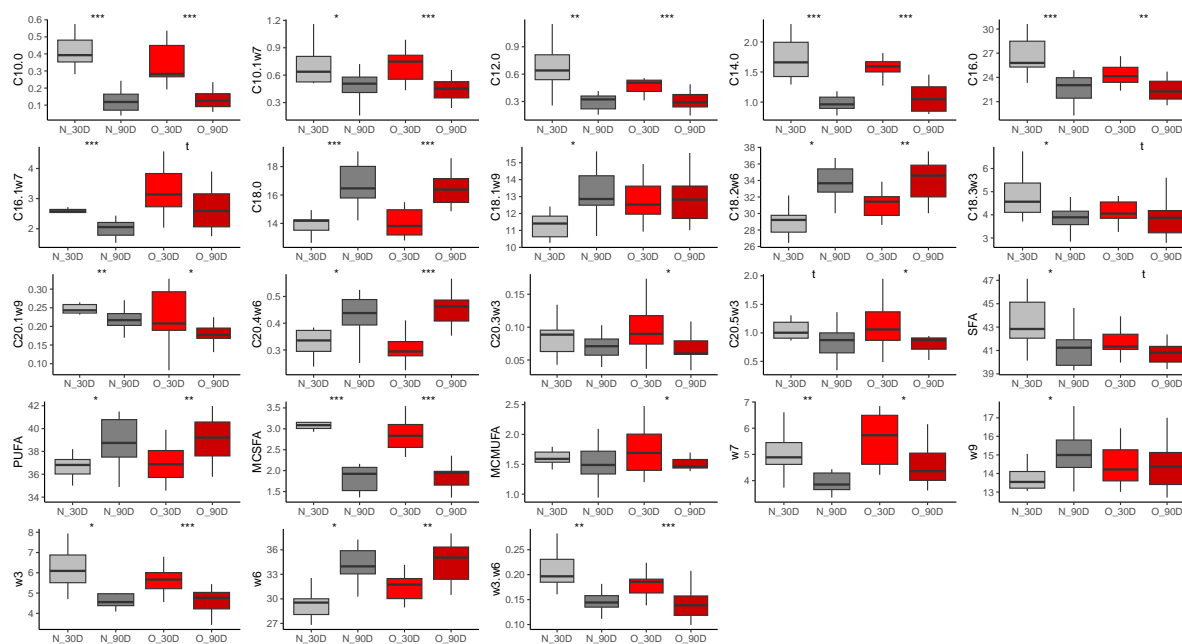 *** ***
C10.0
0.6
0.5
0.4
0.3
0.2
0.1
N_30D N_90D O_30D O_90D
* ***
C10.1w7
1.2
0.9
0.6
0.3
N_30D N_90D O_30D O_90D
** ***
C12.0
0.9
0.6
0.3
N_30D N_90D O_30D O_90D
*** ***
C14.0
2.0
1.5
1.0
N_30D N_90D O_30D O_90D
*** **
C16.0
27
24
21
N_30D N_90D O_30D O_90D
*** t
C16.1w7
4
3
2
N_30D N_90D O_30D O_90D
*** ***
C18.0
18
16
14
N_30D N_90D O_30D O_90D
*
C18.1w9
15
14
13
12
11
10
N_30D N_90D O_30D O_90D
* **
C18.2w6
38
36
34
32
30
28
26
N_30D N_90D O_30D O_90D
* t
C18.3w3
6
5
4
3
N_30D N_90D O_30D O_90D
** *
C20.1w9
0.30
0.25
0.20
0.15
0.10
N_30D N_90D O_30D O_90D
* ***
C20.4w6
0.5
0.4
0.3
N_30D N_90D O_30D O_90D
*
C20.3w3
0.15
0.10
0.05
N_30D N_90D O_30D O_90D
t *
C20.5w3
2.0
1.5
1.0
0.5
N_30D N_90D O_30D O_90D
* t
SFA
47
45
43
41
39
N_30D N_90D O_30D O_90D
* **
PUFA
42
40
38
36
34
N_30D N_90D O_30D O_90D
*** ***
MCSFA
3.5
3.0
2.5
2.0
1.5
N_30D N_90D O_30D O_90D
*
MCMUFA
2.5
2.0
1.5
1.0
N_30D N_90D O_30D O_90D
** *
w7
7
6
5
4
N_30D N_90D O_30D O_90D
*
w9
17
16
15
14
13
N_30D N_90D O_30D O_90D
* ***
w3
8
7
6
5
4
N_30D N_90D O_30D O_90D
* **
w6
36
33
30
27
N_30D N_90D O_30D O_90D
** ***
w3.w6
0.25
0.20
0.15
0.10
N_30D N_90D O_30D O_90D